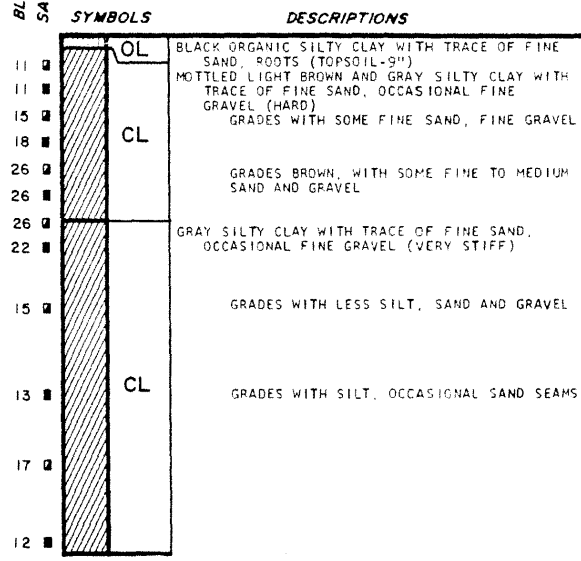 BL SA SYMBOLS DESCRIPTIONS
OL BLACK ORGANIC SILTY CLAY WITH TRACE OF FINE
SAND, ROOTS (TOPSOIL-9")
11 MOTTLED LIGHT BROWN AND GRAY SILTY CLAY WITH
11 TRACE OF FINE SAND, OCCASIONAL FINE
GRAVEL (HARD)
15 GRADES WITH SOME FINE SAND, FINE GRAVEL
18 CL
26 GRADES BROWN, WITH SOME FINE TO MEDIUM
26 SAND AND GRAVEL
26 GRAY SILTY CLAY WITH TRACE OF FINE SAND,
22 OCCASIONAL FINE GRAVEL (VERY STIFF)
15 GRADES WITH LESS SILT, SAND AND GRAVEL
13 CL GRADES WITH SILT, OCCASIONAL SAND SEAMS
17
12